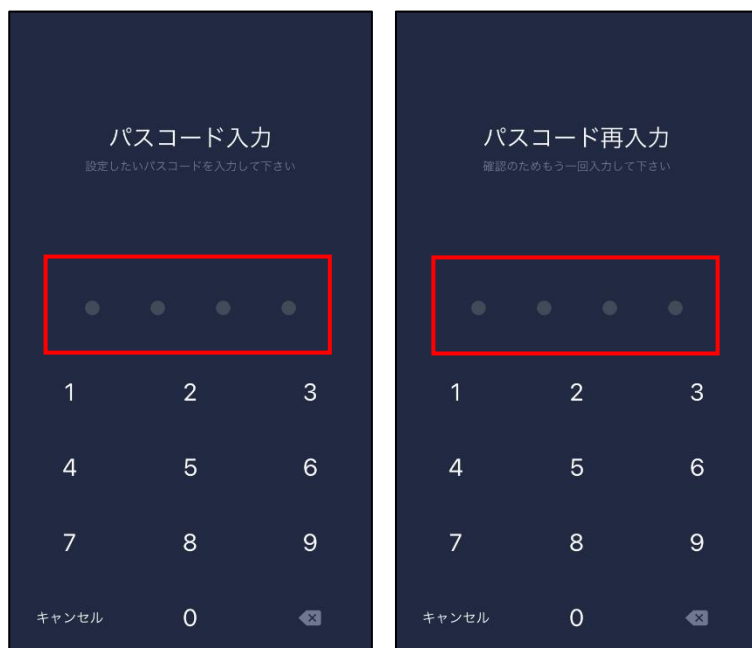 パスコード入力
設定したいパスコードを入力して下さい
1 2 3
4 5 6
7 8 9
キャンセル 0
パスコード再入力
確認のためもう一回入力して下さい
1 2 3
4 5 6
7 8 9
キャンセル 0